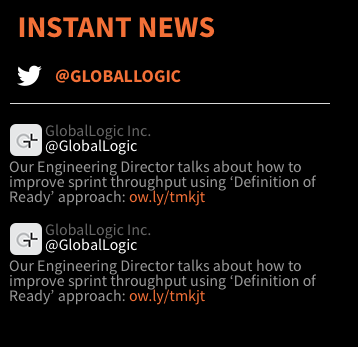 INSTANT NEWS
@GLOBALLOGIC
GlobalLogic Inc.
@GlobalLogic
Our Engineering Director talks about how to
improve sprint throughput using ‘Definition of
Ready’ approach: ow.ly/tmkjt
GlobalLogic Inc.
@GlobalLogic
Our Engineering Director talks about how to
improve sprint throughput using ‘Definition of
Ready’ approach: ow.ly/tmkjt